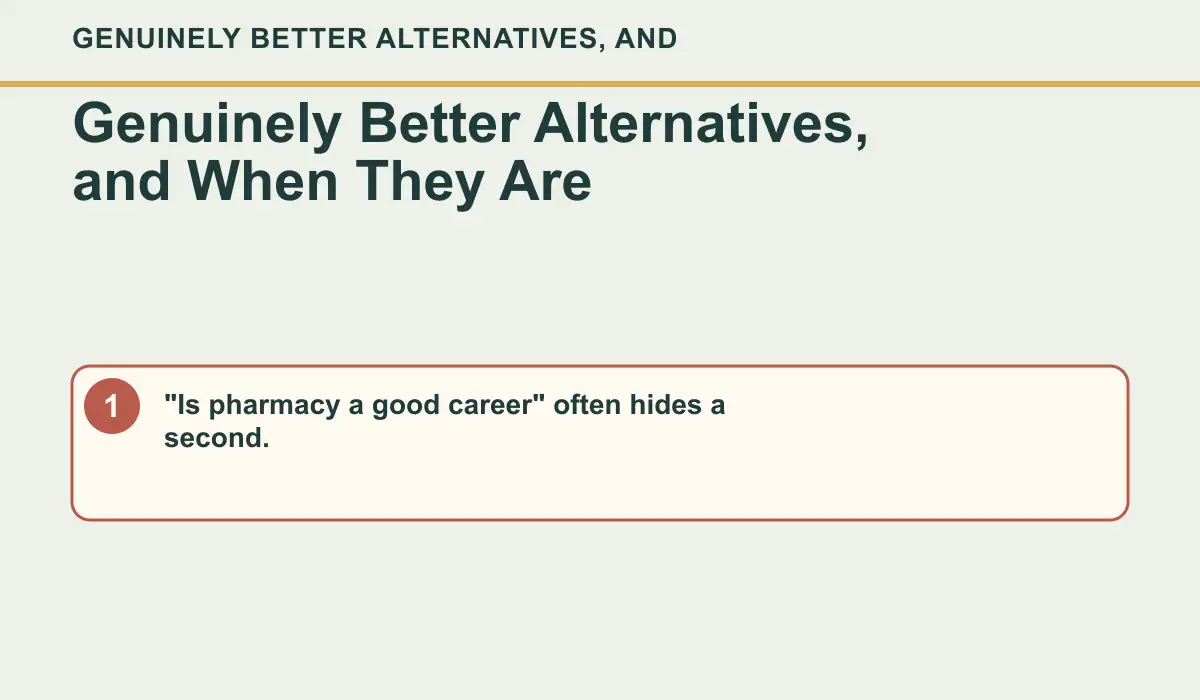 GENUINELY BETTER ALTERNATIVES, AND
Genuinely Better Alternatives,
and When They Are
1
"Is pharmacy a good career" often hides a
second.